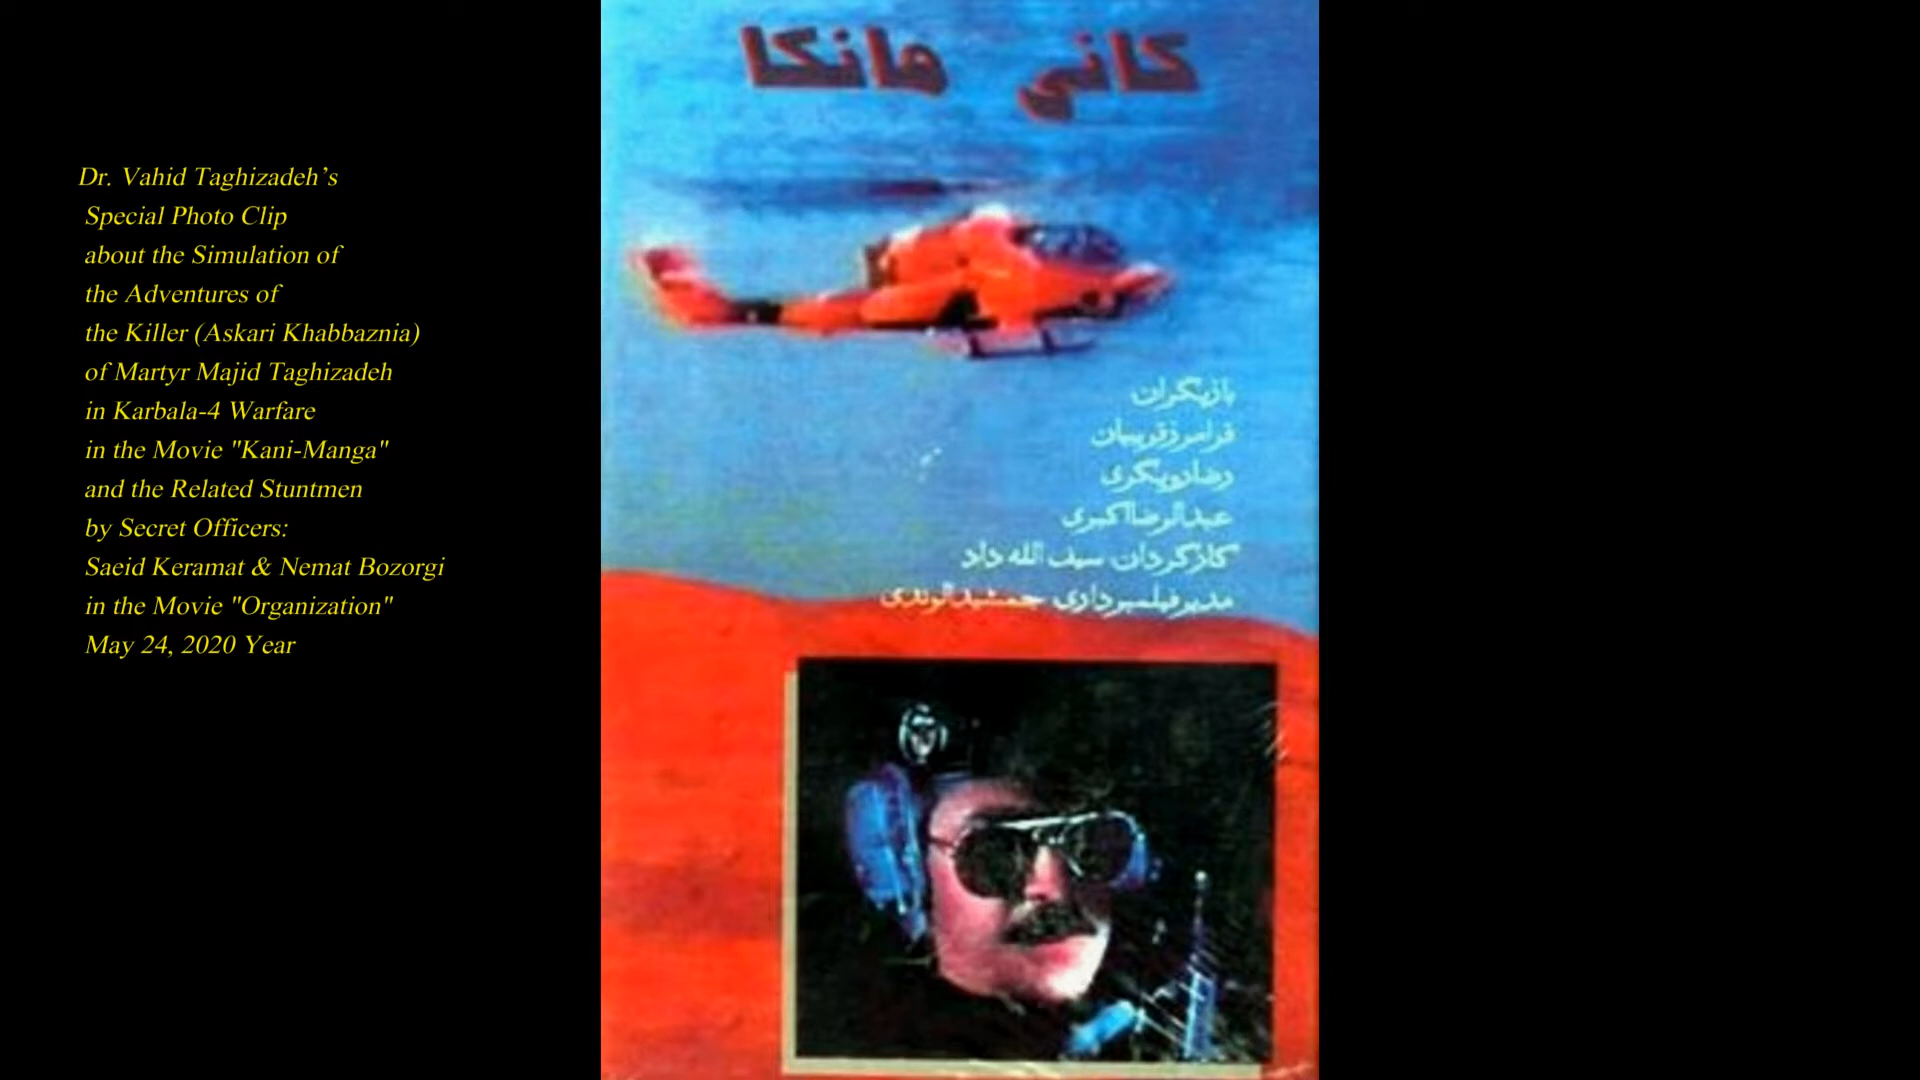 Dr. Vahid Taghizadeh’s
Special Photo Clip
about the Simulation of
the Adventures of
the Killer (Askari Khabbaznia)
of Martyr Majid Taghizadeh
in Karbala-4 Warfare
in the Movie "Kani-Manga"
and the Related Stuntmen
by Secret Officers:
Saeid Keramat & Nemat Bozorgi
in the Movie "Organization"
May 24, 2020 Year
کانی مانگا
بازیگران
فرامرز قریبیان
رضا رویگری
عبدالرضا اکبری
کارگردان سیف الله داد
مدیر فیلمبرداری جمشید الوندی